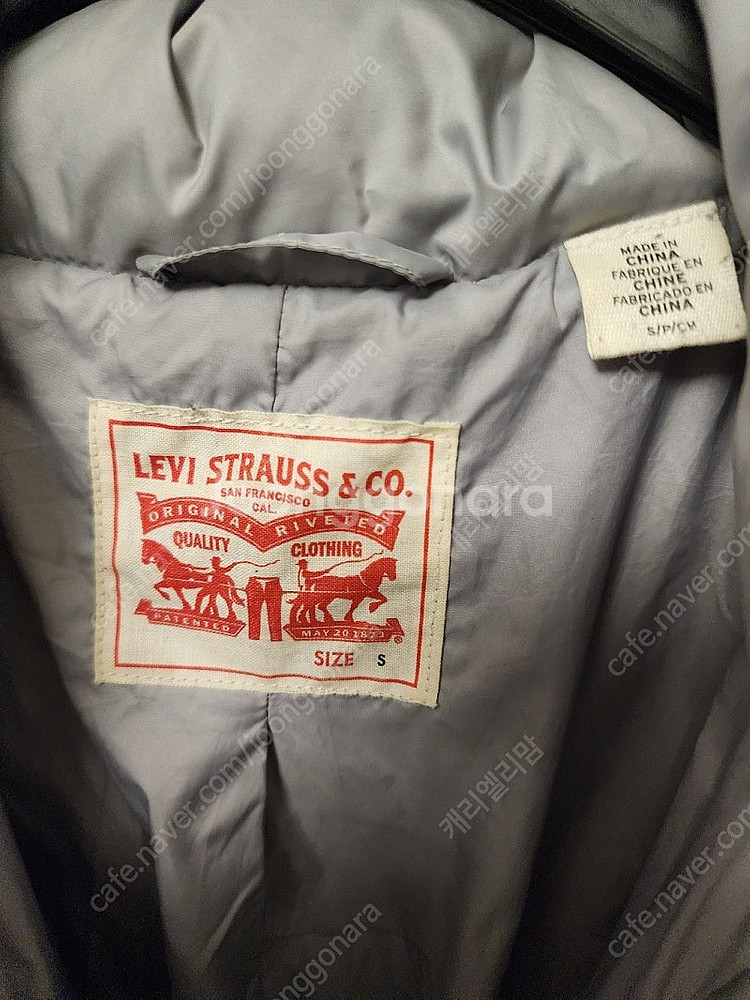 MADE IN
CHINA
FABRIQUE EN
CHINE
FABRICADO EN
CHINA
S/P/CH
LEVI STRAUSS & CO.
SAN FRANCISCO
CAL.
ORIGINAL RIVETED
QUALITY CLOTHING
PATENTED MAY 20 1873 ®
SIZE S
joonggonara
cafe.naver.com/joonggonara
캐리엘리맘